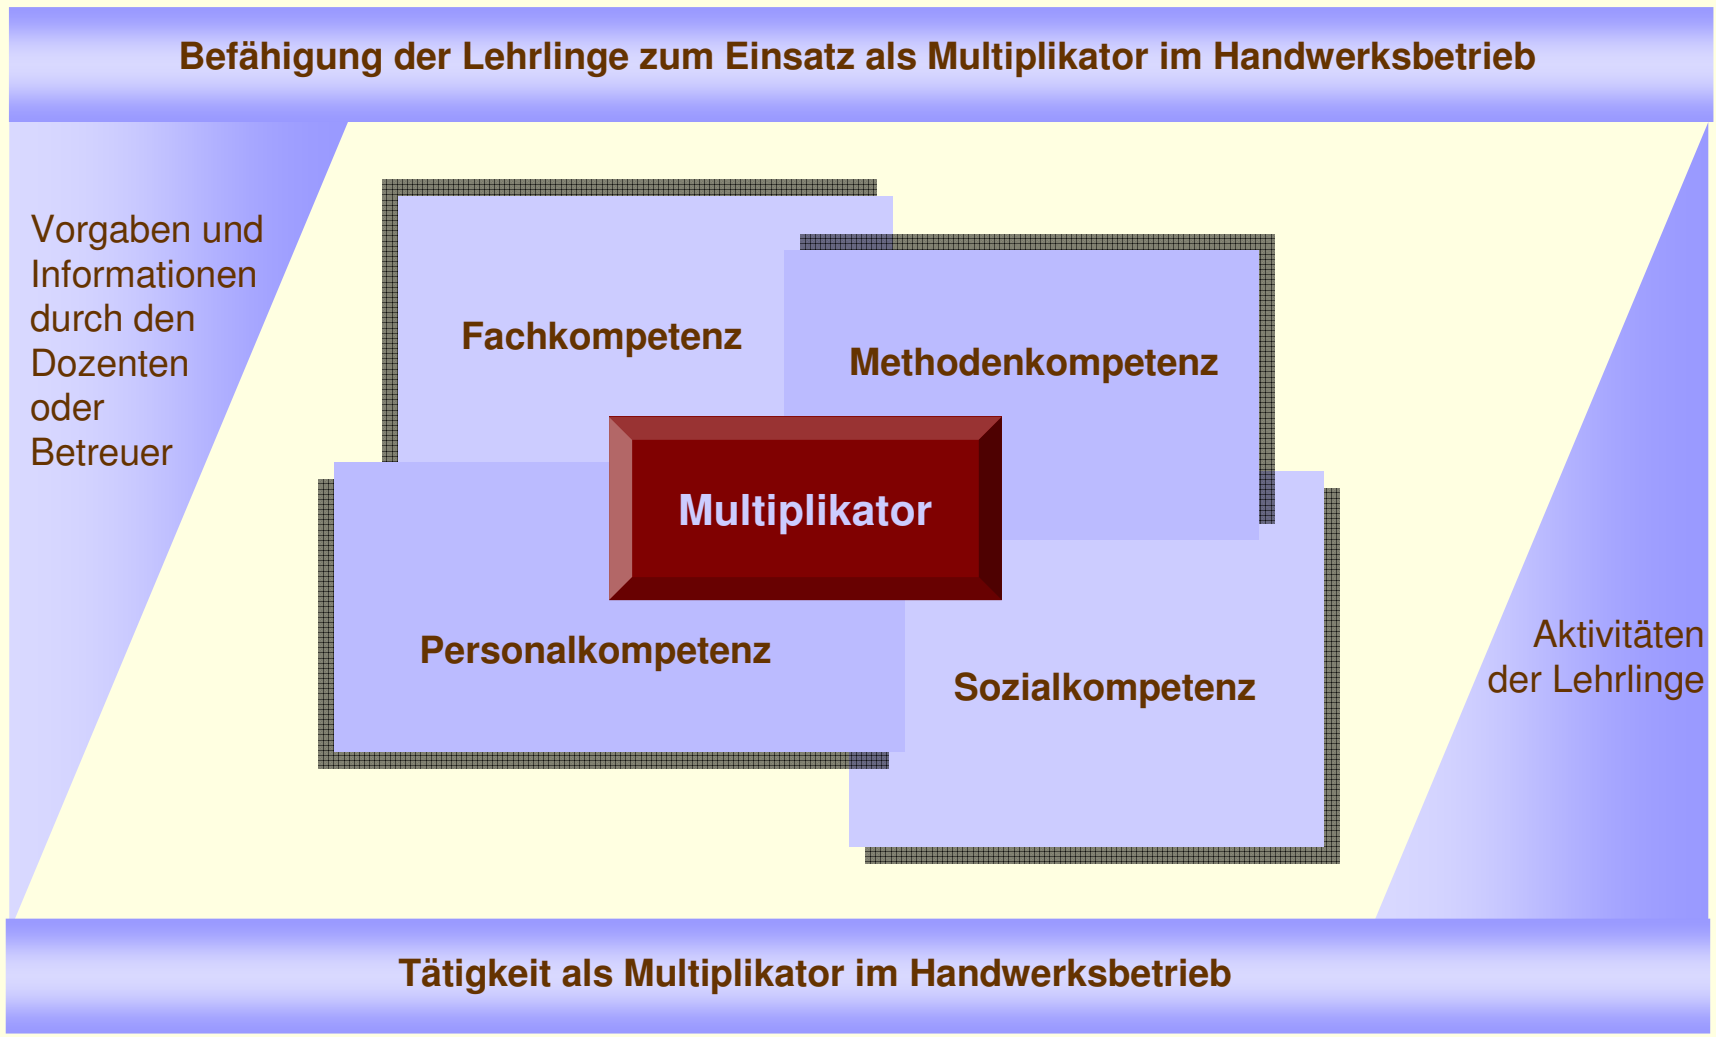 Befähigung der Lehrlinge zum Einsatz als Multiplikator im Handwerksbetrieb
Vorgaben und
Informationen
durch den
Dozenten
oder
Betreuer
Fachkompetenz
Methodenkompetenz
Multiplikator
Personalkompetenz
Sozialkompetenz
Aktivitäten
der Lehrlinge
Tätigkeit als Multiplikator im Handwerksbetrieb